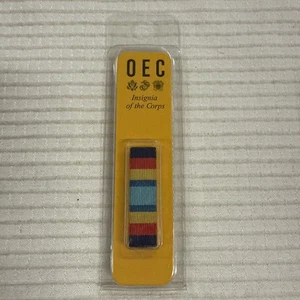 OEC
Insignia
of the Corps